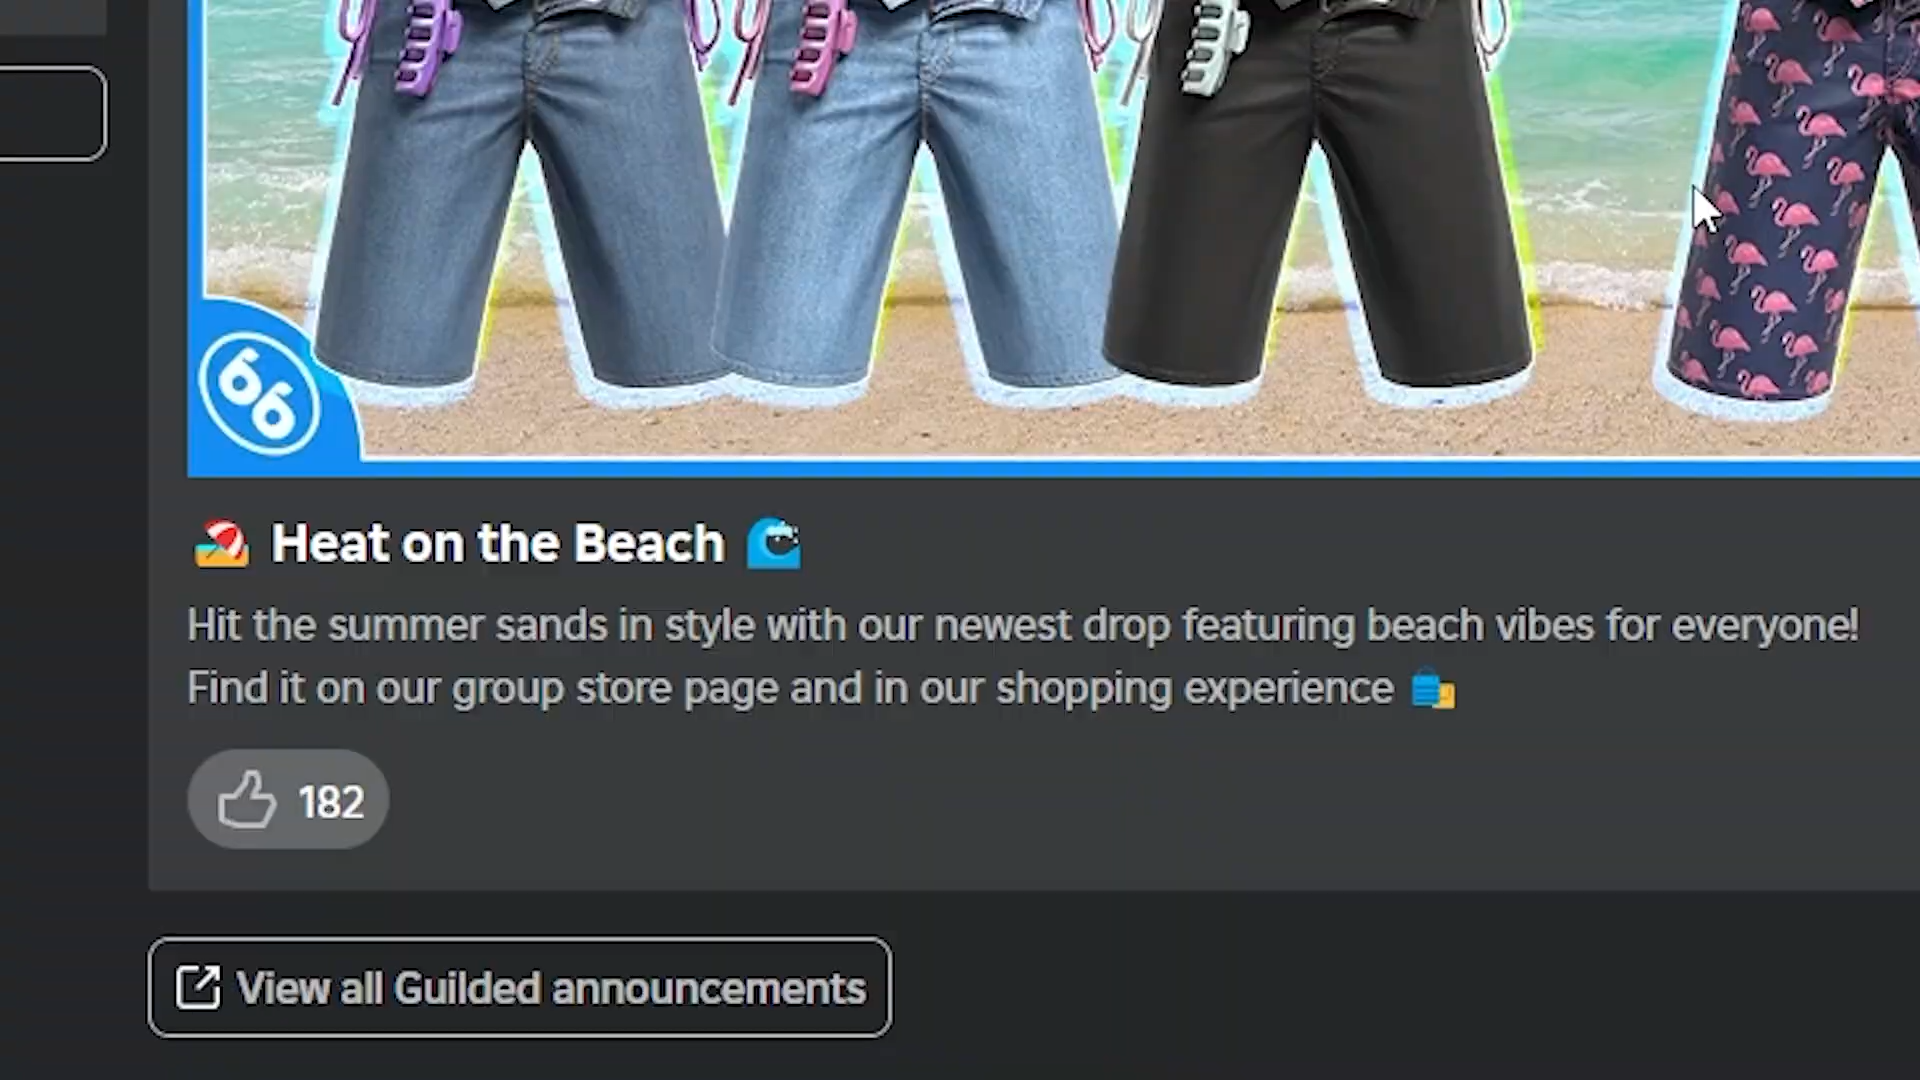 66
🏖️ Heat on the Beach 🌊
Hit the summer sands in style with our newest drop featuring beach vibes for everyone!
Find it on our group store page and in our shopping experience 🛍️
182
View all Guilded announcements